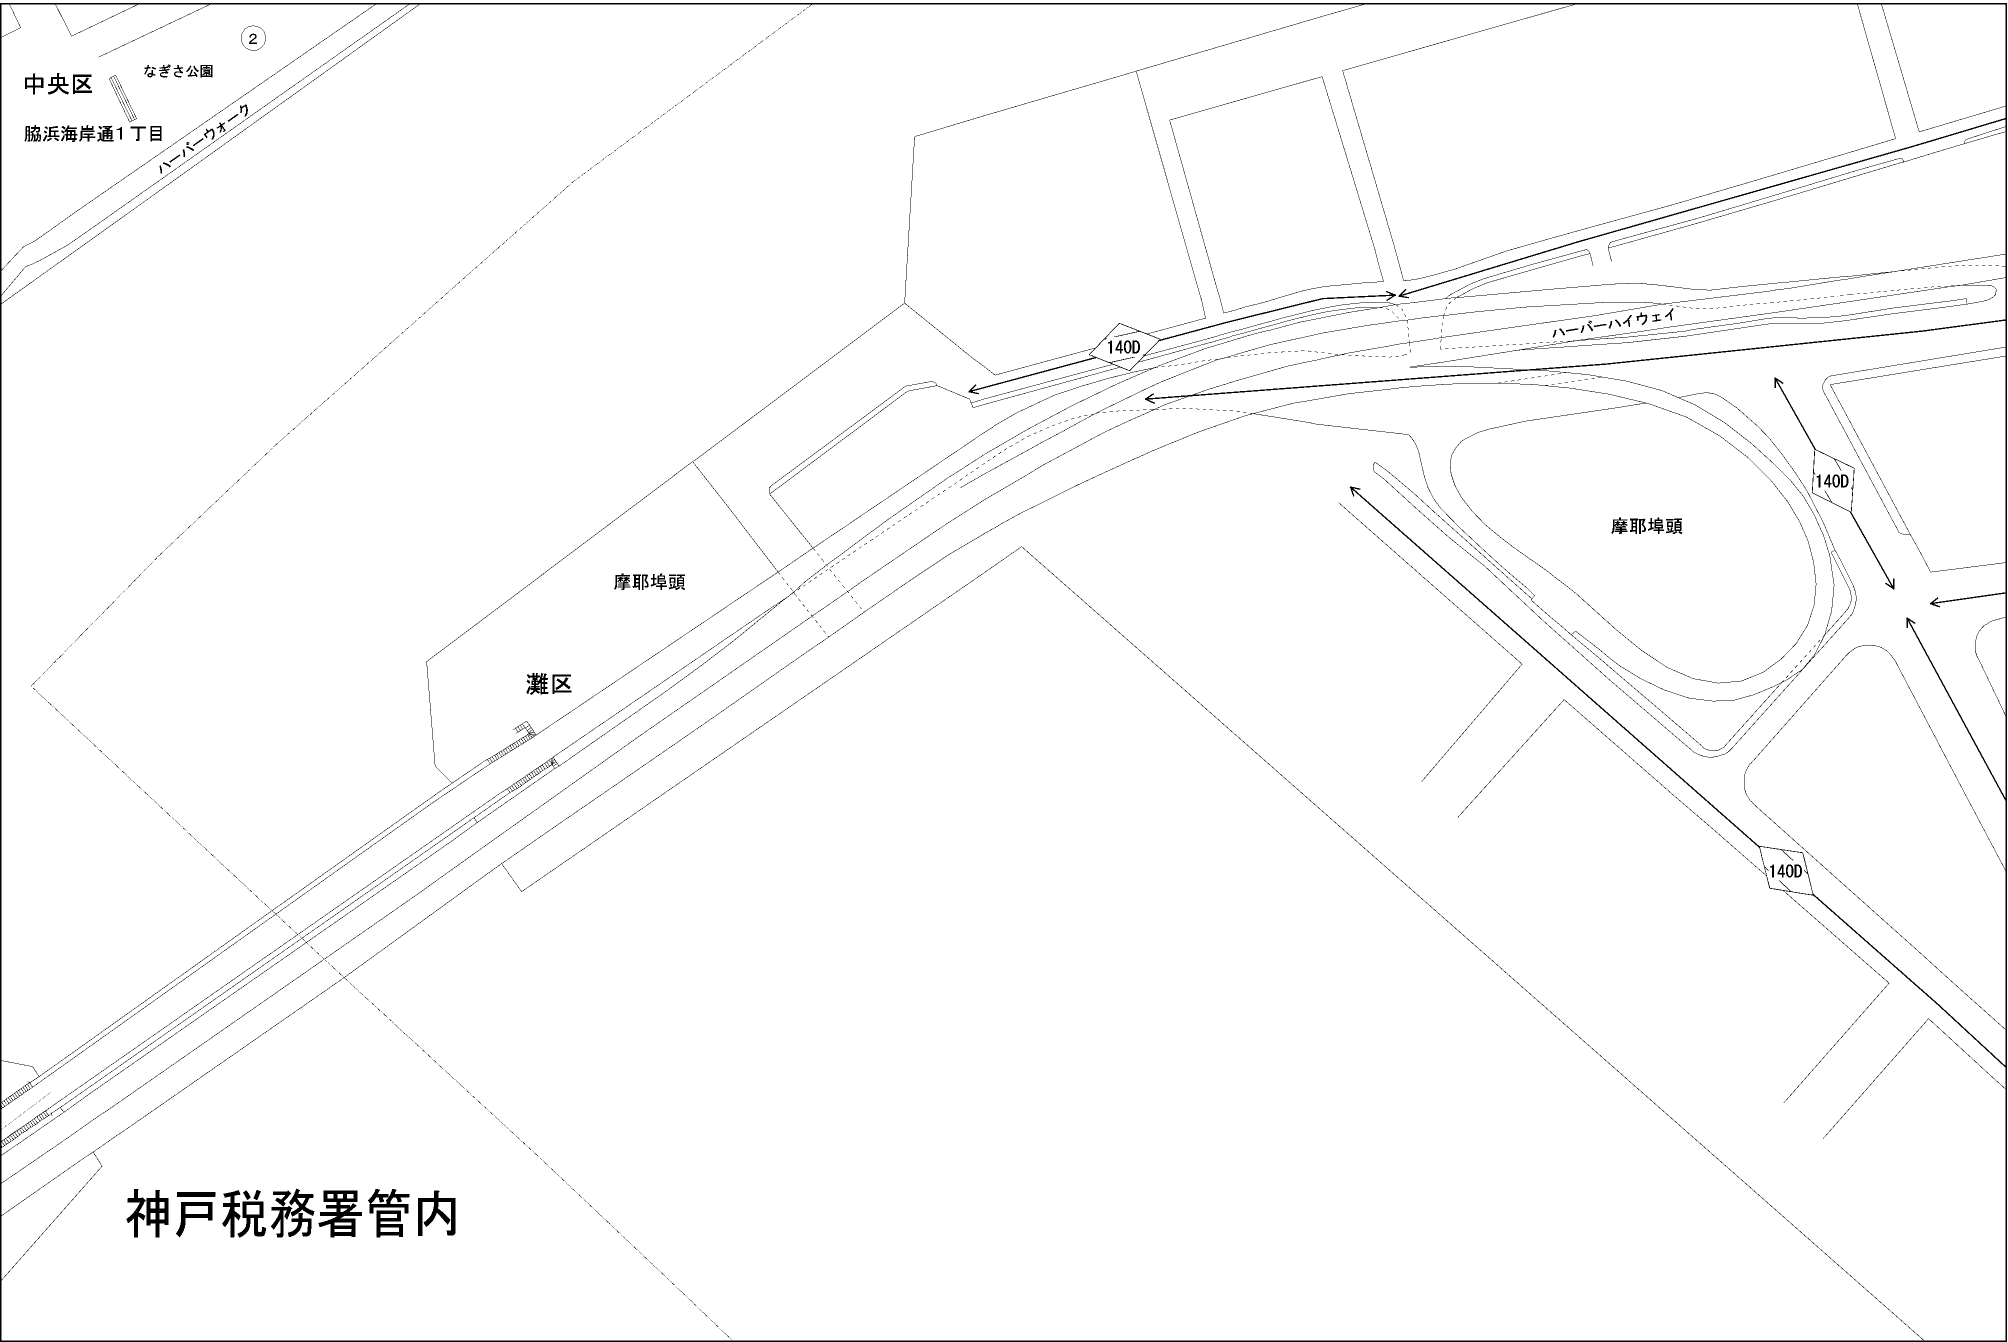 ②
なぎさ公園
中央区
脇浜海岸通1丁目
ハーバーウォーク
140D
ハーバーハイウェイ
140D
摩耶埠頭
摩耶埠頭
灘区
140D
神戸税務署管内